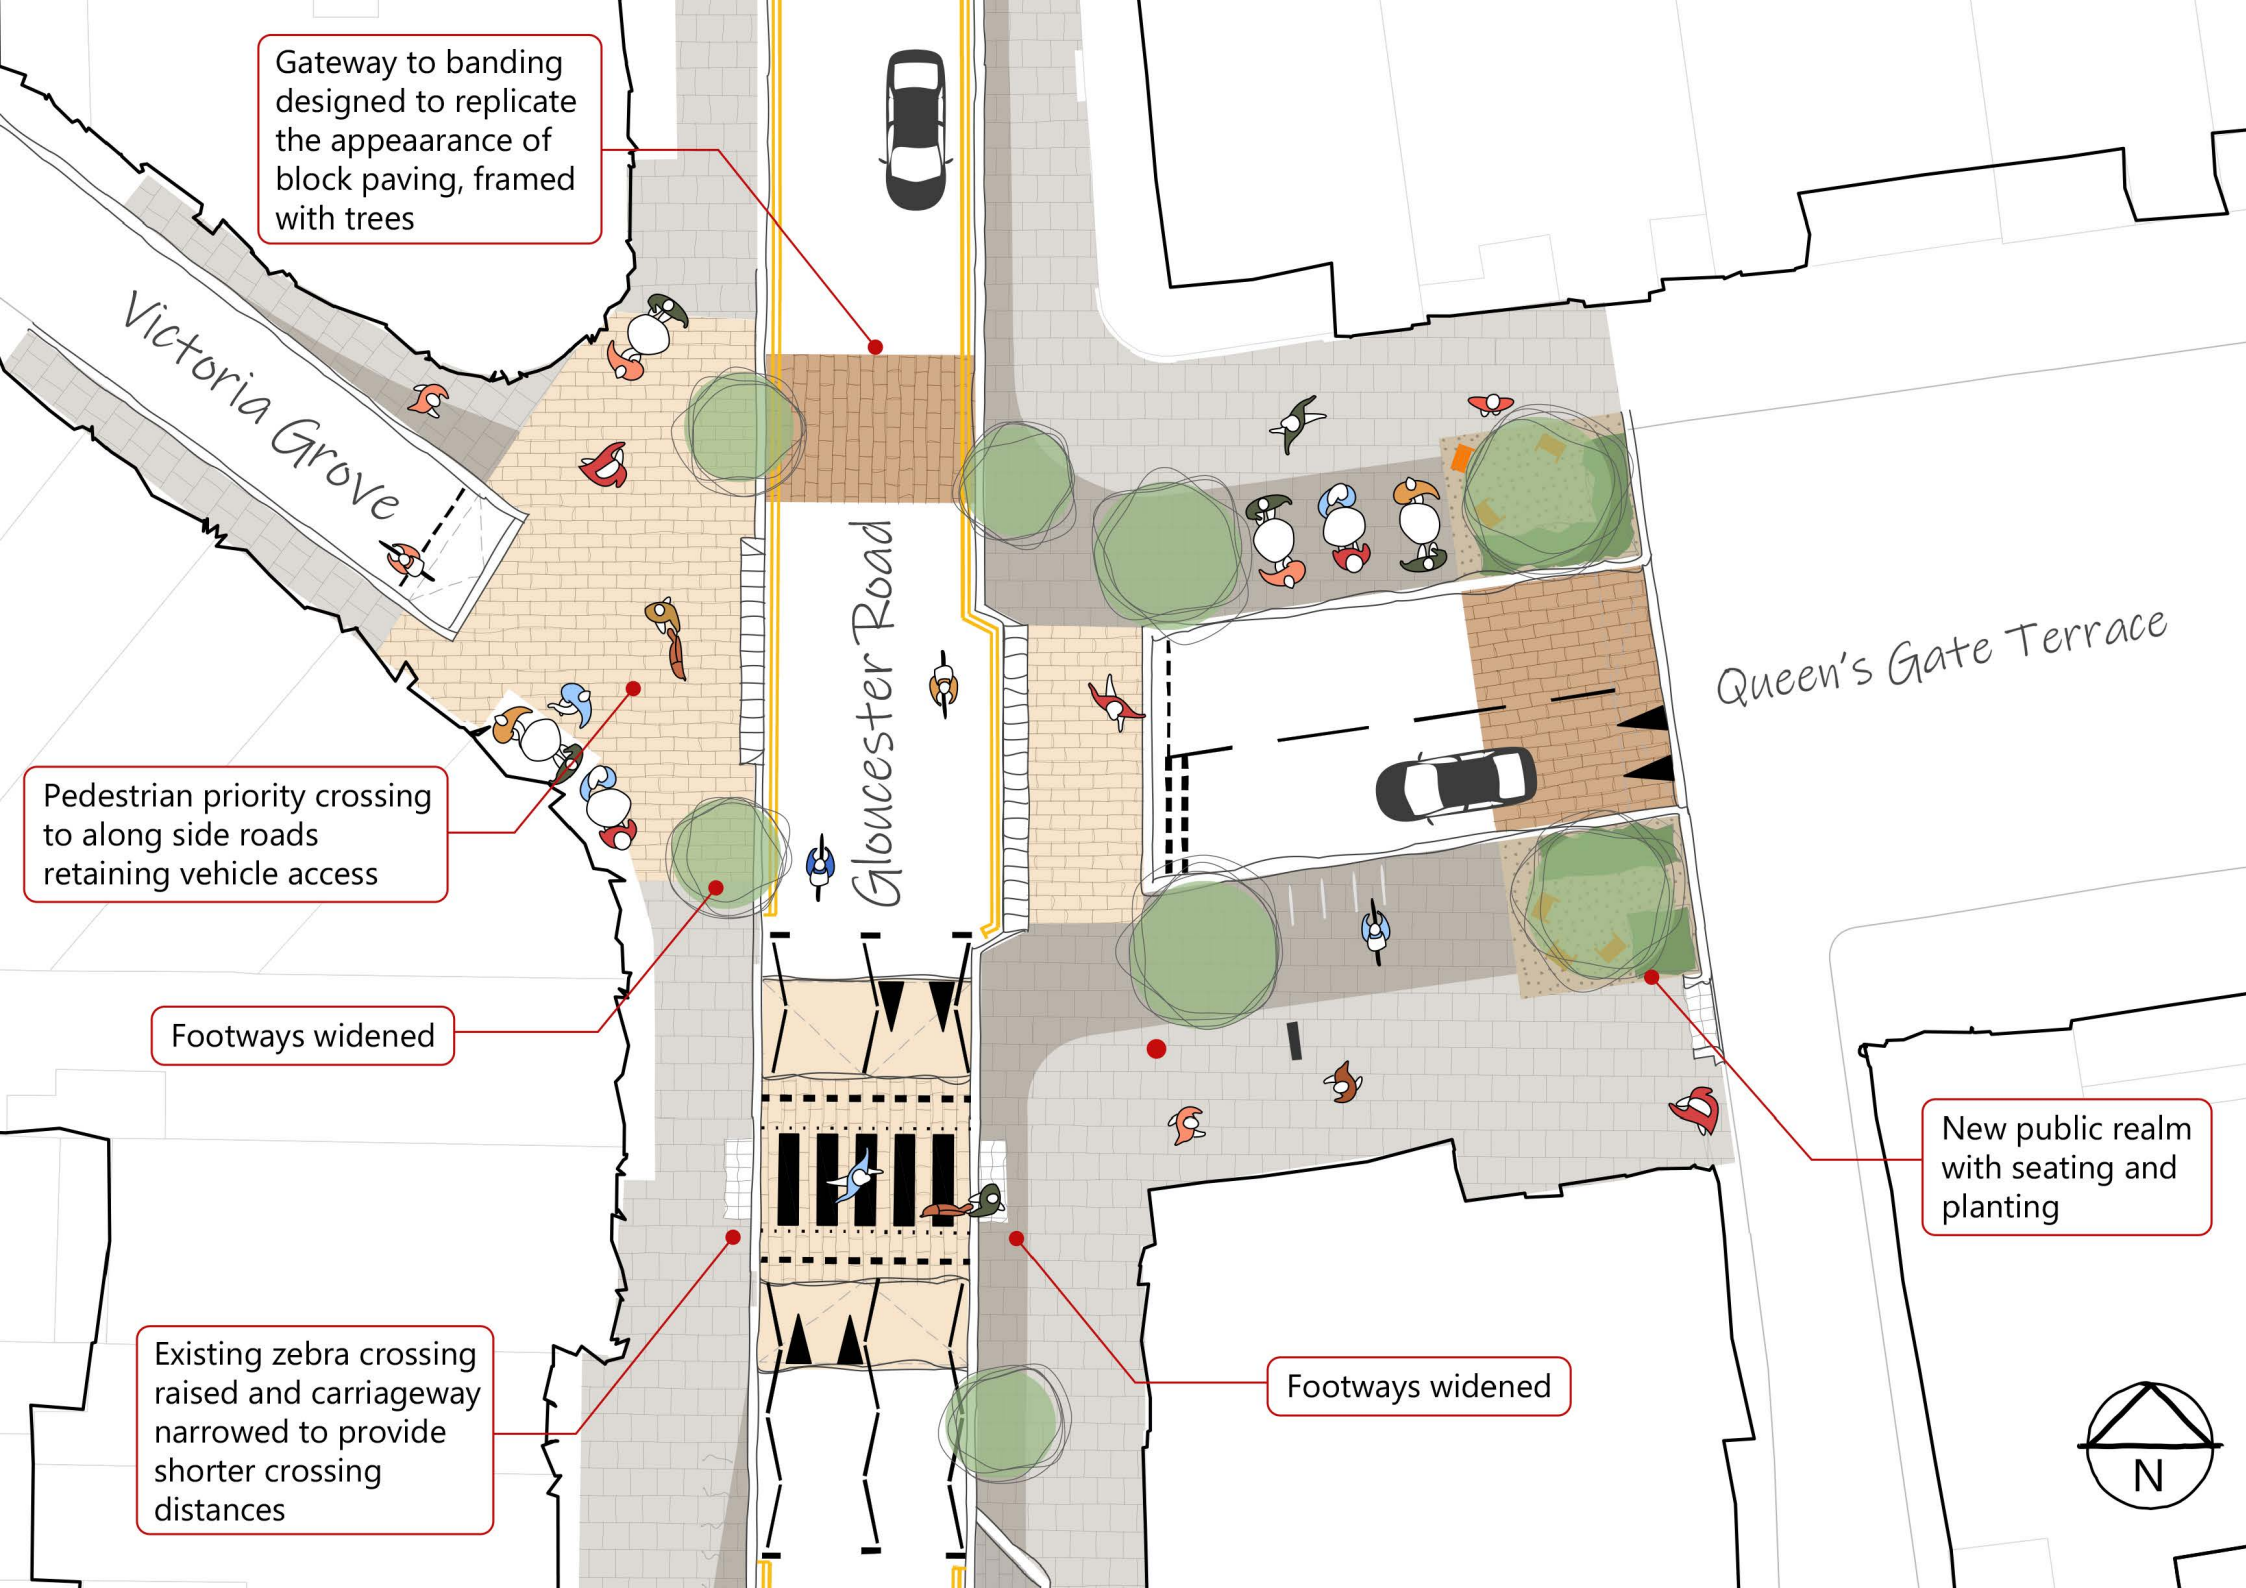 Gateway to banding
designed to replicate
the appeaarance of
block paving, framed
with trees
Victoria Grove
Gloucester Road
Queen's Gate Terrace
Pedestrian priority crossing
to along side roads
retaining vehicle access
Footways widened
New public realm
with seating and
planting
Existing zebra crossing
raised and carriageway
narrowed to provide
shorter crossing
distances
Footways widened
N